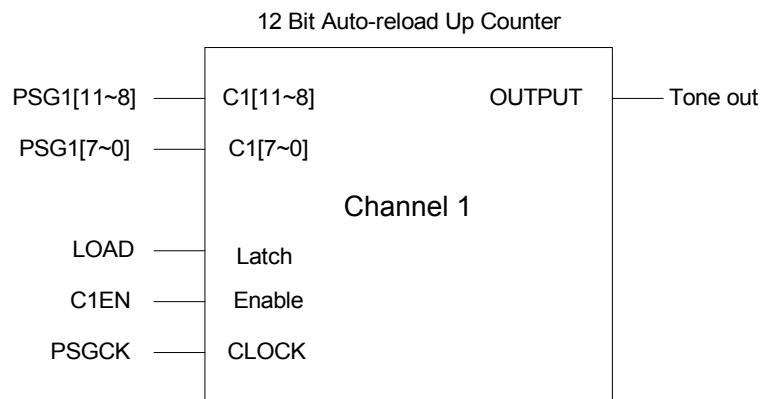 12 Bit Auto-reload Up Counter
PSG1[11~8] C1[11~8] OUTPUT Tone out
PSG1[7~0] C1[7~0]
Channel 1
LOAD Latch
C1EN Enable
PSGCK CLOCK